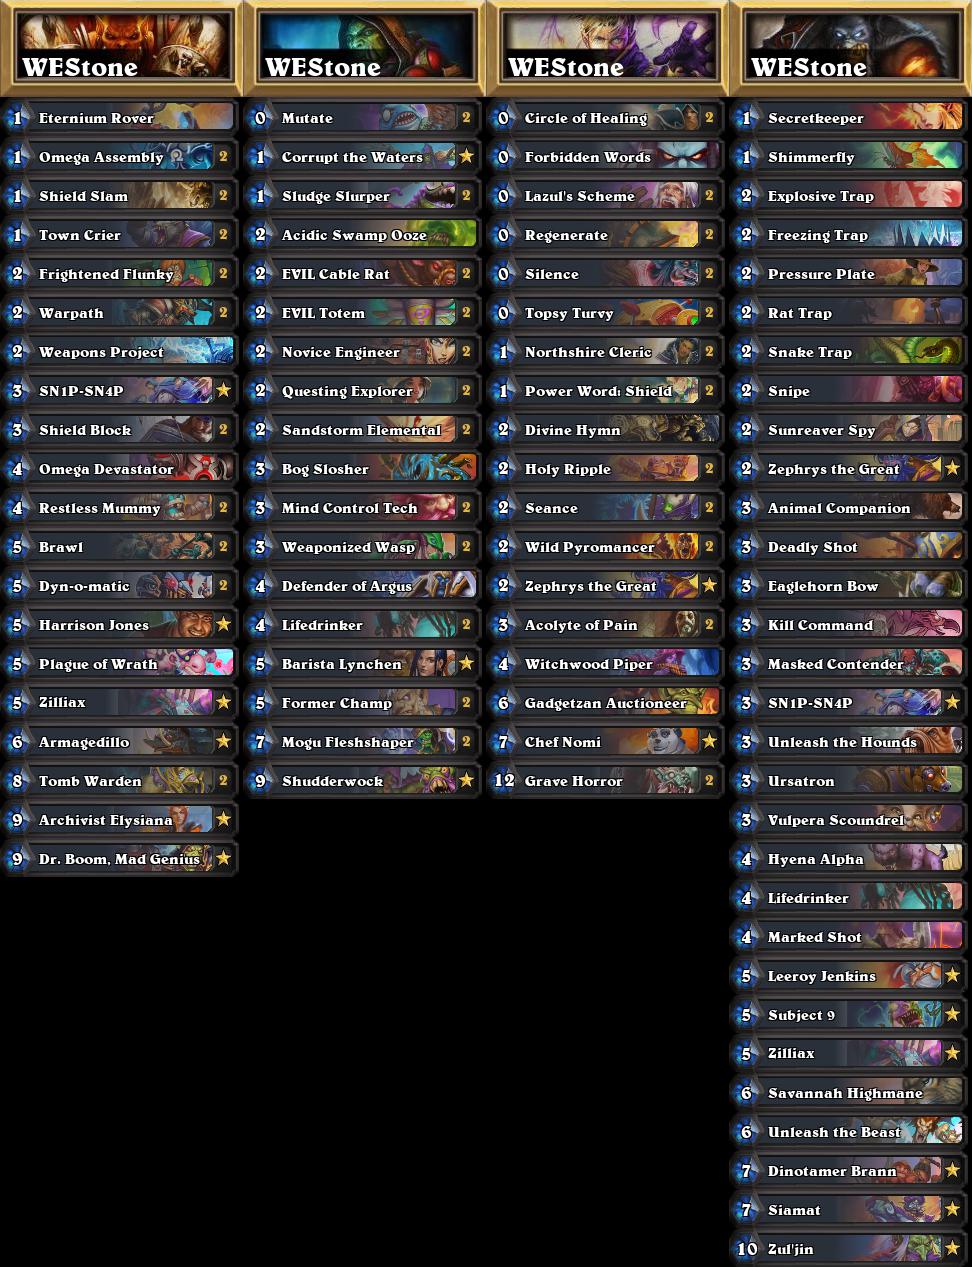 WEStone
1 Eternium Rover
1 Omega Assembly 2
1 Shield Slam 2
1 Town Crier 2
2 Frightened Flunky 2
2 Warpath 2
2 Weapons Project
3 SN1P-SN4P
3 Shield Block 2
4 Omega Devastator
4 Restless Mummy 2
5 Brawl 2
5 Dyn-o-matic 2
5 Harrison Jones
5 Plague of Wrath
5 Zilliax
6 Armagedillo
8 Tomb Warden 2
9 Archivist Elysiana
9 Dr. Boom, Mad Genius
WEStone
0 Mutate 2
1 Corrupt the Waters
1 Sludge Slurper 2
2 Acidic Swamp Ooze
2 EVIL Cable Rat 2
2 EVIL Totem 2
2 Novice Engineer 2
2 Questing Explorer 2
2 Sandstorm Elemental 2
3 Bog Slosher
3 Mind Control Tech 2
3 Weaponized Wasp 2
4 Defender of Argus
4 Lifedrinker 2
5 Barista Lynchen
5 Former Champ 2
7 Mogu Fleshshaper 2
9 Shudderwock
WEStone
0 Circle of Healing 2
0 Forbidden Words
0 Lazul's Scheme 2
0 Regenerate 2
0 Silence 2
0 Topsy Turvy 2
1 Northshire Cleric 2
1 Power Word: Shield 2
2 Divine Hymn
2 Holy Ripple 2
2 Seance 2
2 Wild Pyromancer 2
2 Zephrys the Great
3 Acolyte of Pain 2
4 Witchwood Piper
6 Gadgetzan Auctioneer
7 Chef Nomi
12 Grave Horror 2
WEStone
1 Secretkeeper
1 Shimmerfly
2 Explosive Trap
2 Freezing Trap
2 Pressure Plate
2 Rat Trap
2 Snake Trap
2 Snipe
2 Sunreaver Spy
2 Zephrys the Great
3 Animal Companion
3 Deadly Shot
3 Eaglehorn Bow
3 Kill Command
3 Masked Contender
3 SN1P-SN4P
3 Unleash the Hounds
3 Ursatron
3 Vulpera Scoundrel
4 Hyena Alpha
4 Lifedrinker
4 Marked Shot
5 Leeroy Jenkins
5 Subject 9
5 Zilliax
6 Savannah Highmane
6 Unleash the Beast
7 Dinotamer Brann
7 Siamat
10 Zul'jin